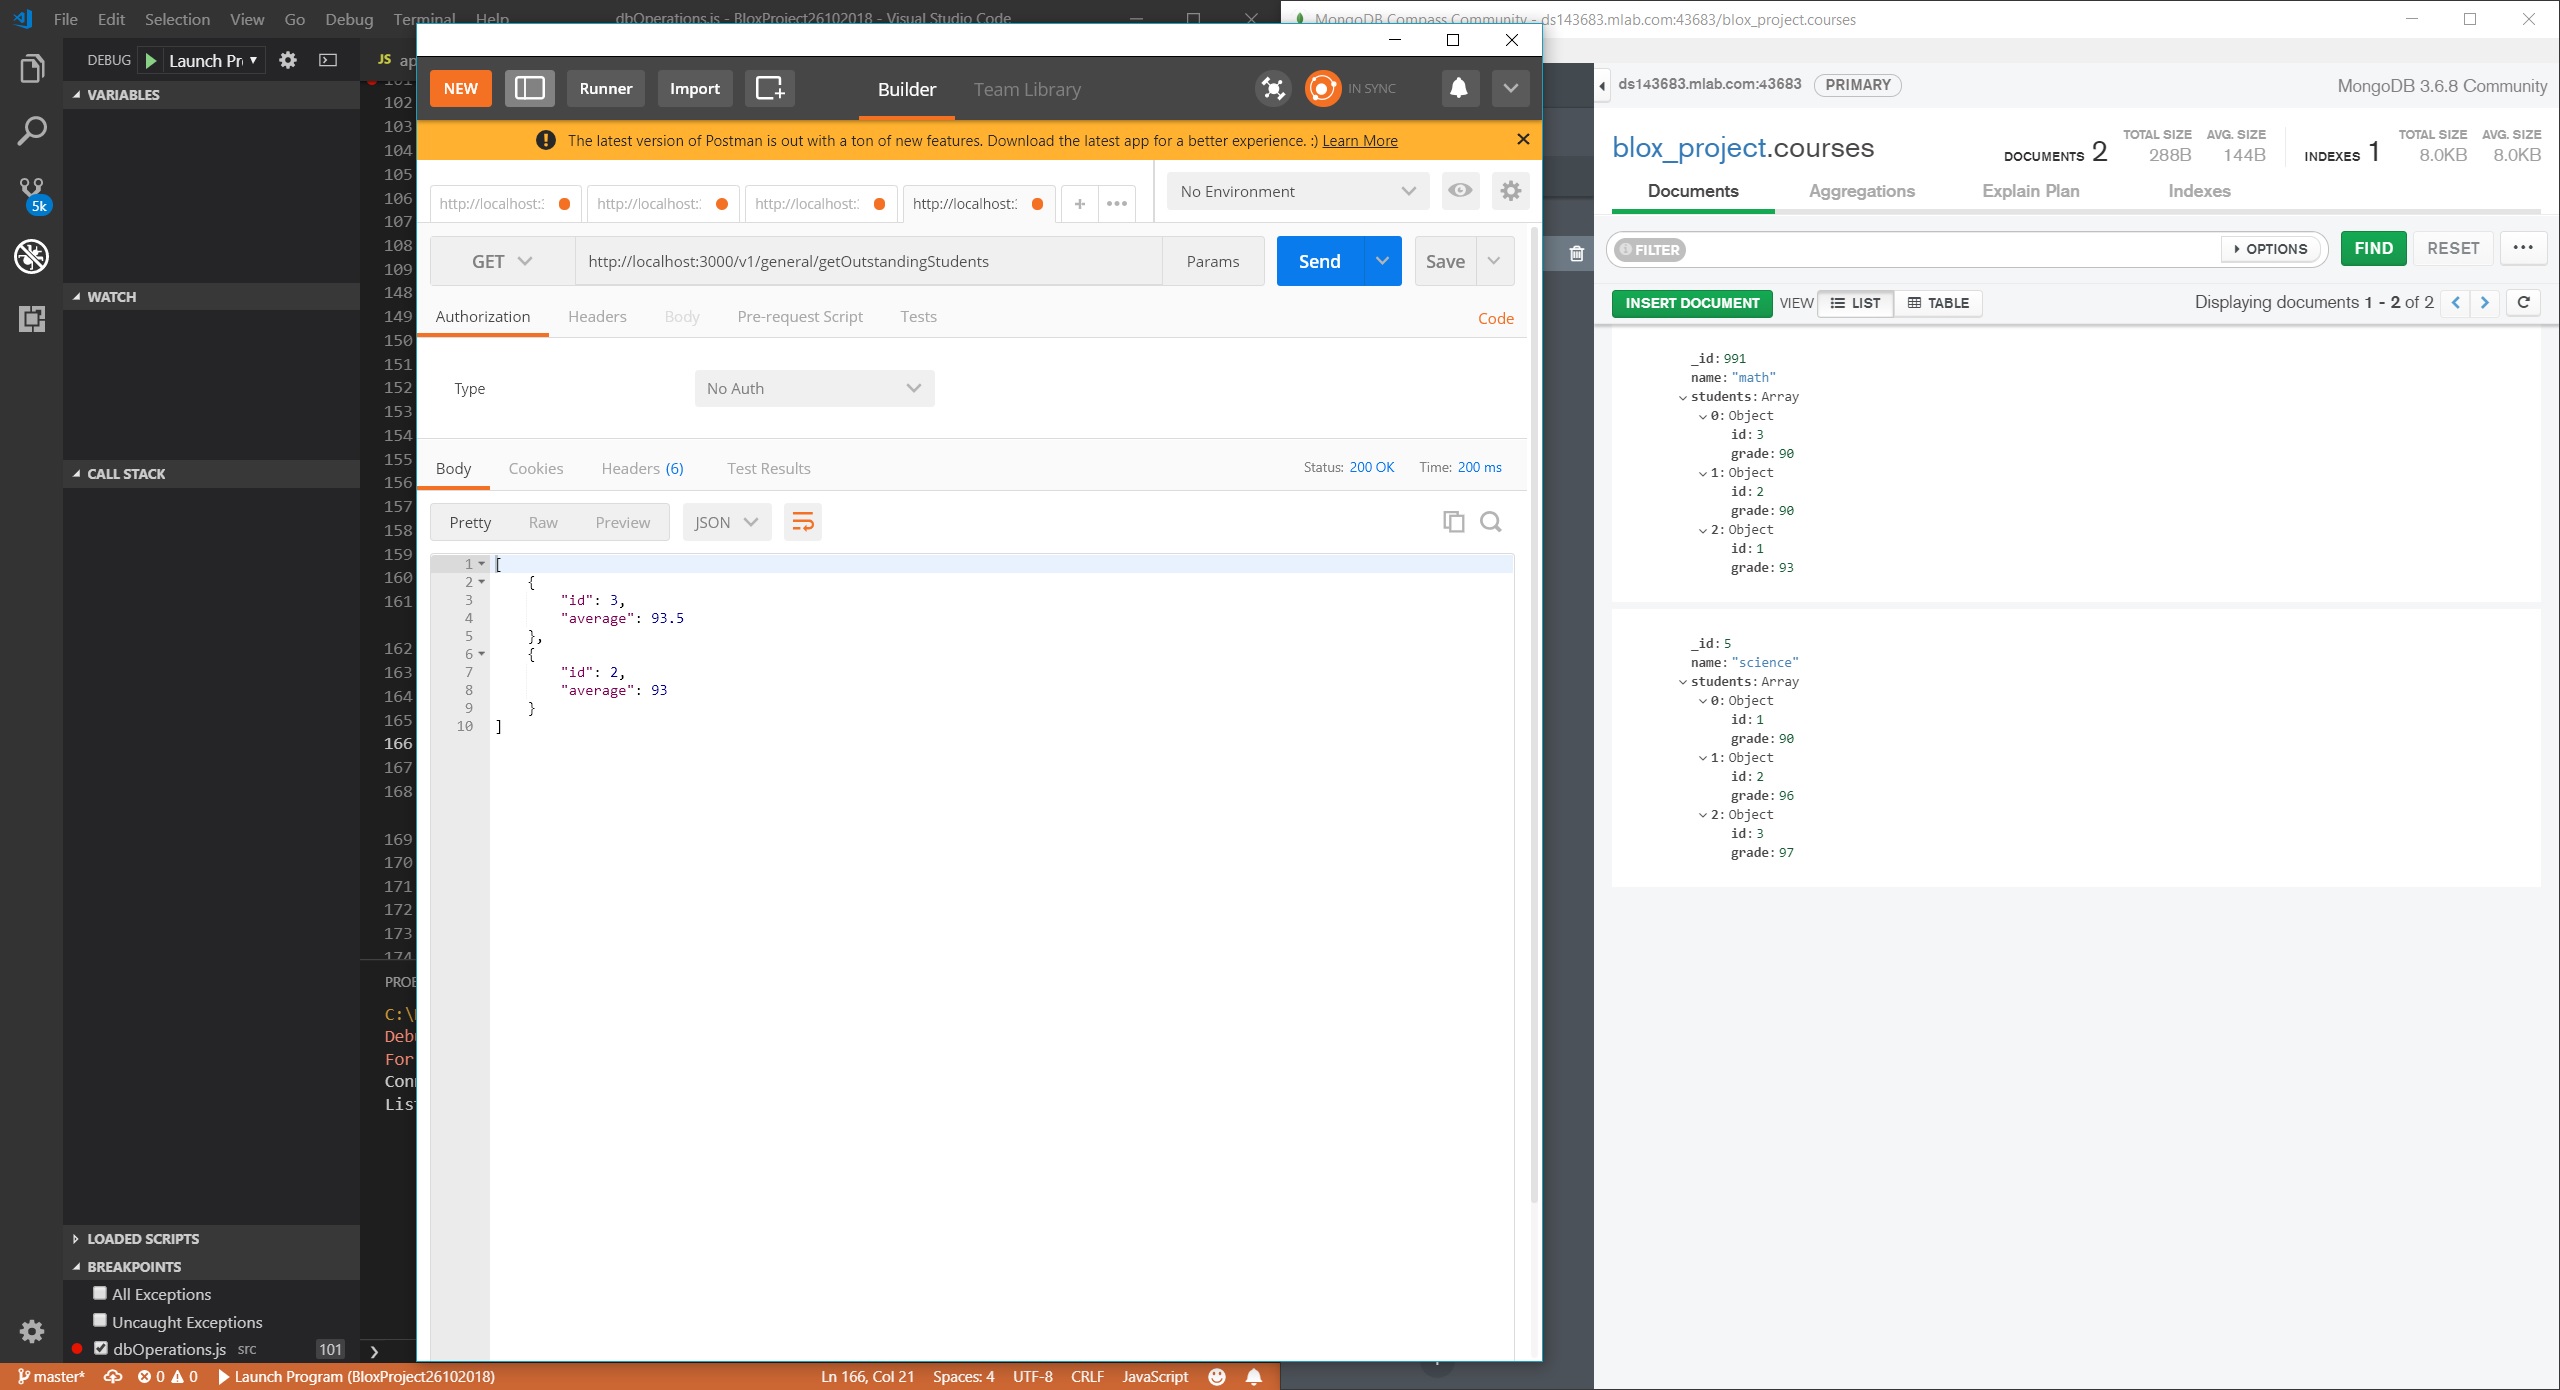 File Edit Selection View Go Debug Terminal Help dbOperations.js - BloxProject26102018 - Visual Studio Code
DEBUG Launch Pr
VARIABLES
WATCH
CALL STACK
LOADED SCRIPTS
BREAKPOINTS
All Exceptions
Uncaught Exceptions
dbOperations.js src 101
5k
JS
102
103
104
105
106
107
108
109
148
149
150
151
152
153
154
155
156
157
158
159
160
161
162
163
164
165
166
167
168
169
170
171
172
173
174
C:\
master* 0 0 Launch Program (BloxProject26102018) Ln 166, Col 21 Spaces: 4 UTF-8 CRLF JavaScript
NEW Runner Import Builder Team Library IN SYNC
The latest version of Postman is out with a ton of new features. Download the latest app for a better experience. :) Learn More
http://localhost: http://localhost: http://localhost: http://localhost: + ••• No Environment
GET http://localhost:3000/v1/general/getOutstandingStudents Params Send Save
Authorization Headers Body Pre-request Script Tests Code
Type No Auth
Body Cookies Headers (6) Test Results Status: 200 OK Time: 200 ms
Pretty Raw Preview JSON
1 [
2 {
3 "id": 3,
4 "average": 93.5
5 },
6 {
7 "id": 2,
8 "average": 93
9 }
10 ]
MongoDB Compass Community - ds143683.mlab.com:43683/blox_project.courses
ds143683.mlab.com:43683 PRIMARY MongoDB 3.6.8 Community
blox_project.courses DOCUMENTS 2 TOTAL SIZE 288B AVG. SIZE 144B INDEXES 1 TOTAL SIZE 8.0KB AVG. SIZE 8.0KB
Documents Aggregations Explain Plan Indexes
FILTER OPTIONS FIND RESET •••
INSERT DOCUMENT VIEW LIST TABLE Displaying documents 1 - 2 of 2
_id: 991
name: "math"
students: Array
0: Object
id: 3
grade: 90
1: Object
id: 2
grade: 90
2: Object
id: 1
grade: 93
_id: 5
name: "science"
students: Array
0: Object
id: 1
grade: 90
1: Object
id: 2
grade: 96
2: Object
id: 3
grade: 97